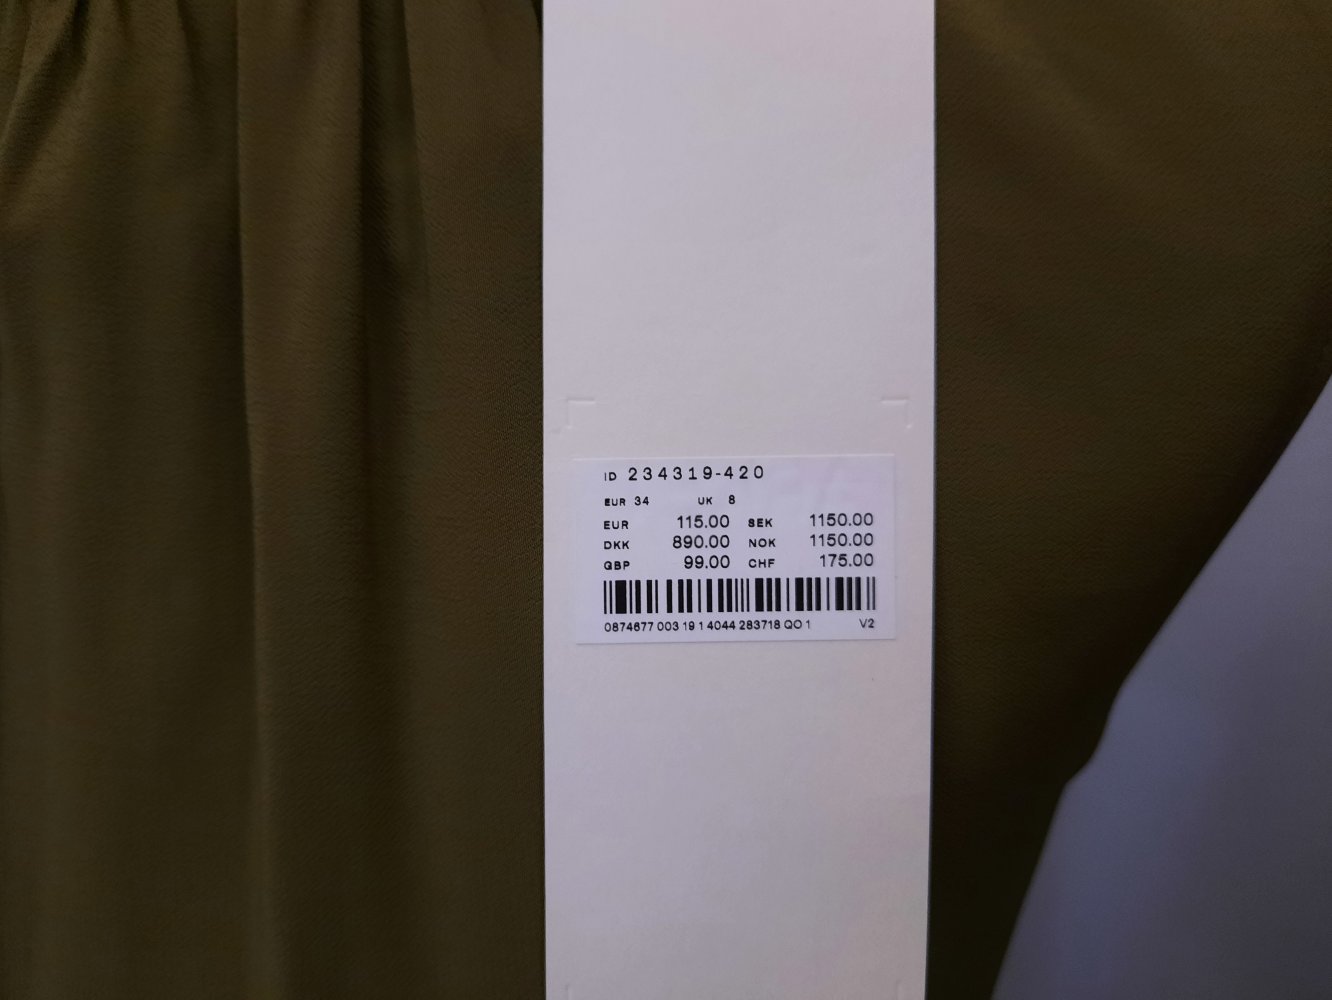 ID 234319-420
EUR 34 UK 8
EUR 115.00 SEK 1150.00
DKK 890.00 NOK 1150.00
GBP 99.00 CHF 175.00
0874677 003 19 1 4044 283718 QO 1 V2